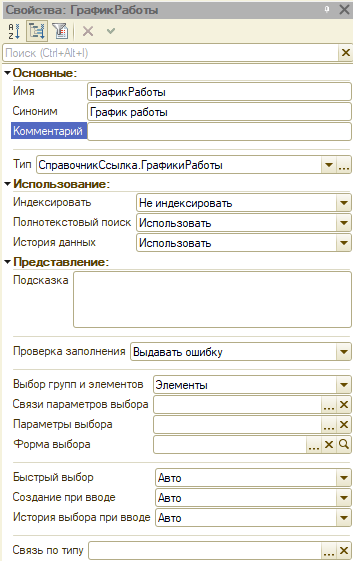 Свойства: ГрафикРаботы
Поиск (Ctrl+Alt+I)
Основные:
Имя ГрафикРаботы
Синоним График работы
Комментарий
Тип СправочникСсылка.ГрафикиРаботы
Использование:
Индексировать Не индексировать
Полнотекстовый поиск Использовать
История данных Использовать
Представление:
Подсказка
Проверка заполнения Выдавать ошибку
Выбор групп и элементов Элементы
Связи параметров выбора
Параметры выбора
Форма выбора
Быстрый выбор Авто
Создание при вводе Авто
История выбора при вводе Авто
Связь по типу